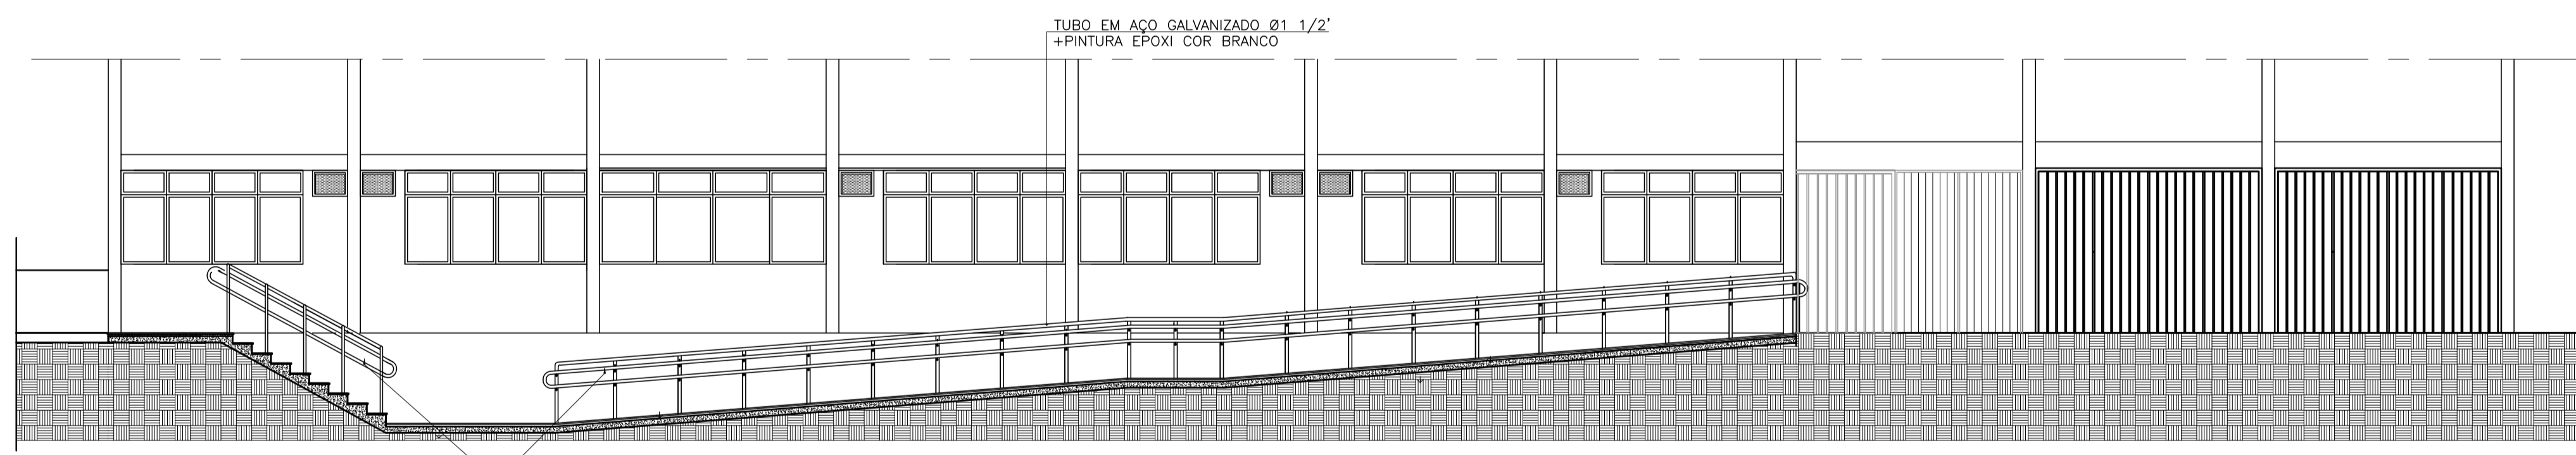 TUBO EM AÇO GALVANIZADO Ø1 1/2'
+PINTURA EPOXI COR BRANCO